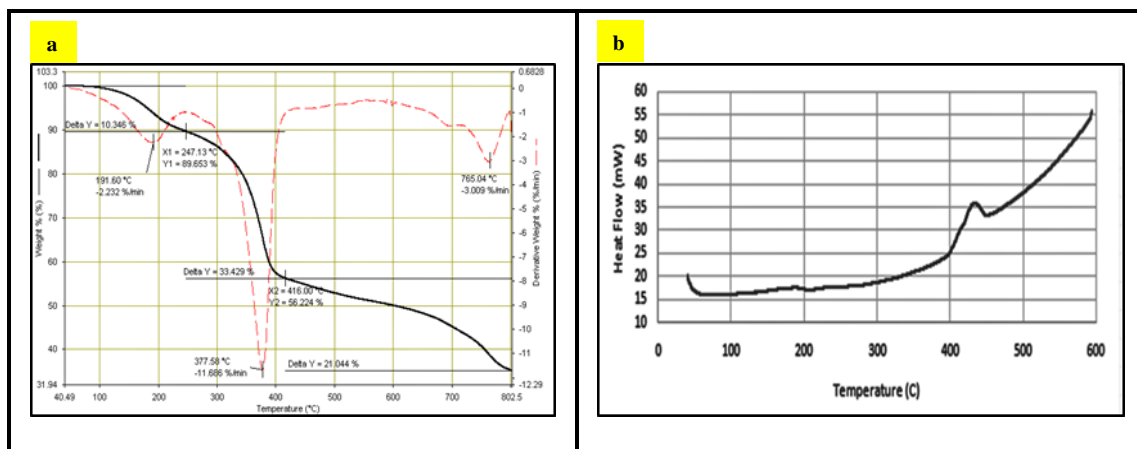 a
103.3
100
90
80
70
60
50
40
31.94
Weight % (%)
0.6828
0
-1
-2
-3
-4
-5
-6
-7
-8
-9
-10
-11
-12.29
Derivative Weight % (%/min)
Delta Y = 10.346 %
X1 = 247.13 °C
Y1 = 89.653 %
191.60 °C
-2.232 %/min
765.04 °C
-3.009 %/min
Delta Y = 33.429 %
X2 = 416.00 °C
Y2 = 56.224 %
377.58 °C
-11.686 %/min
Delta Y = 21.044 %
40.49 100 200 300 400 500 600 700 802.5
Temperature (°C)
b
60
55
50
45
40
35
30
25
20
15
10
Heat Flow (mW)
0 100 200 300 400 500 600
Temperature (C)